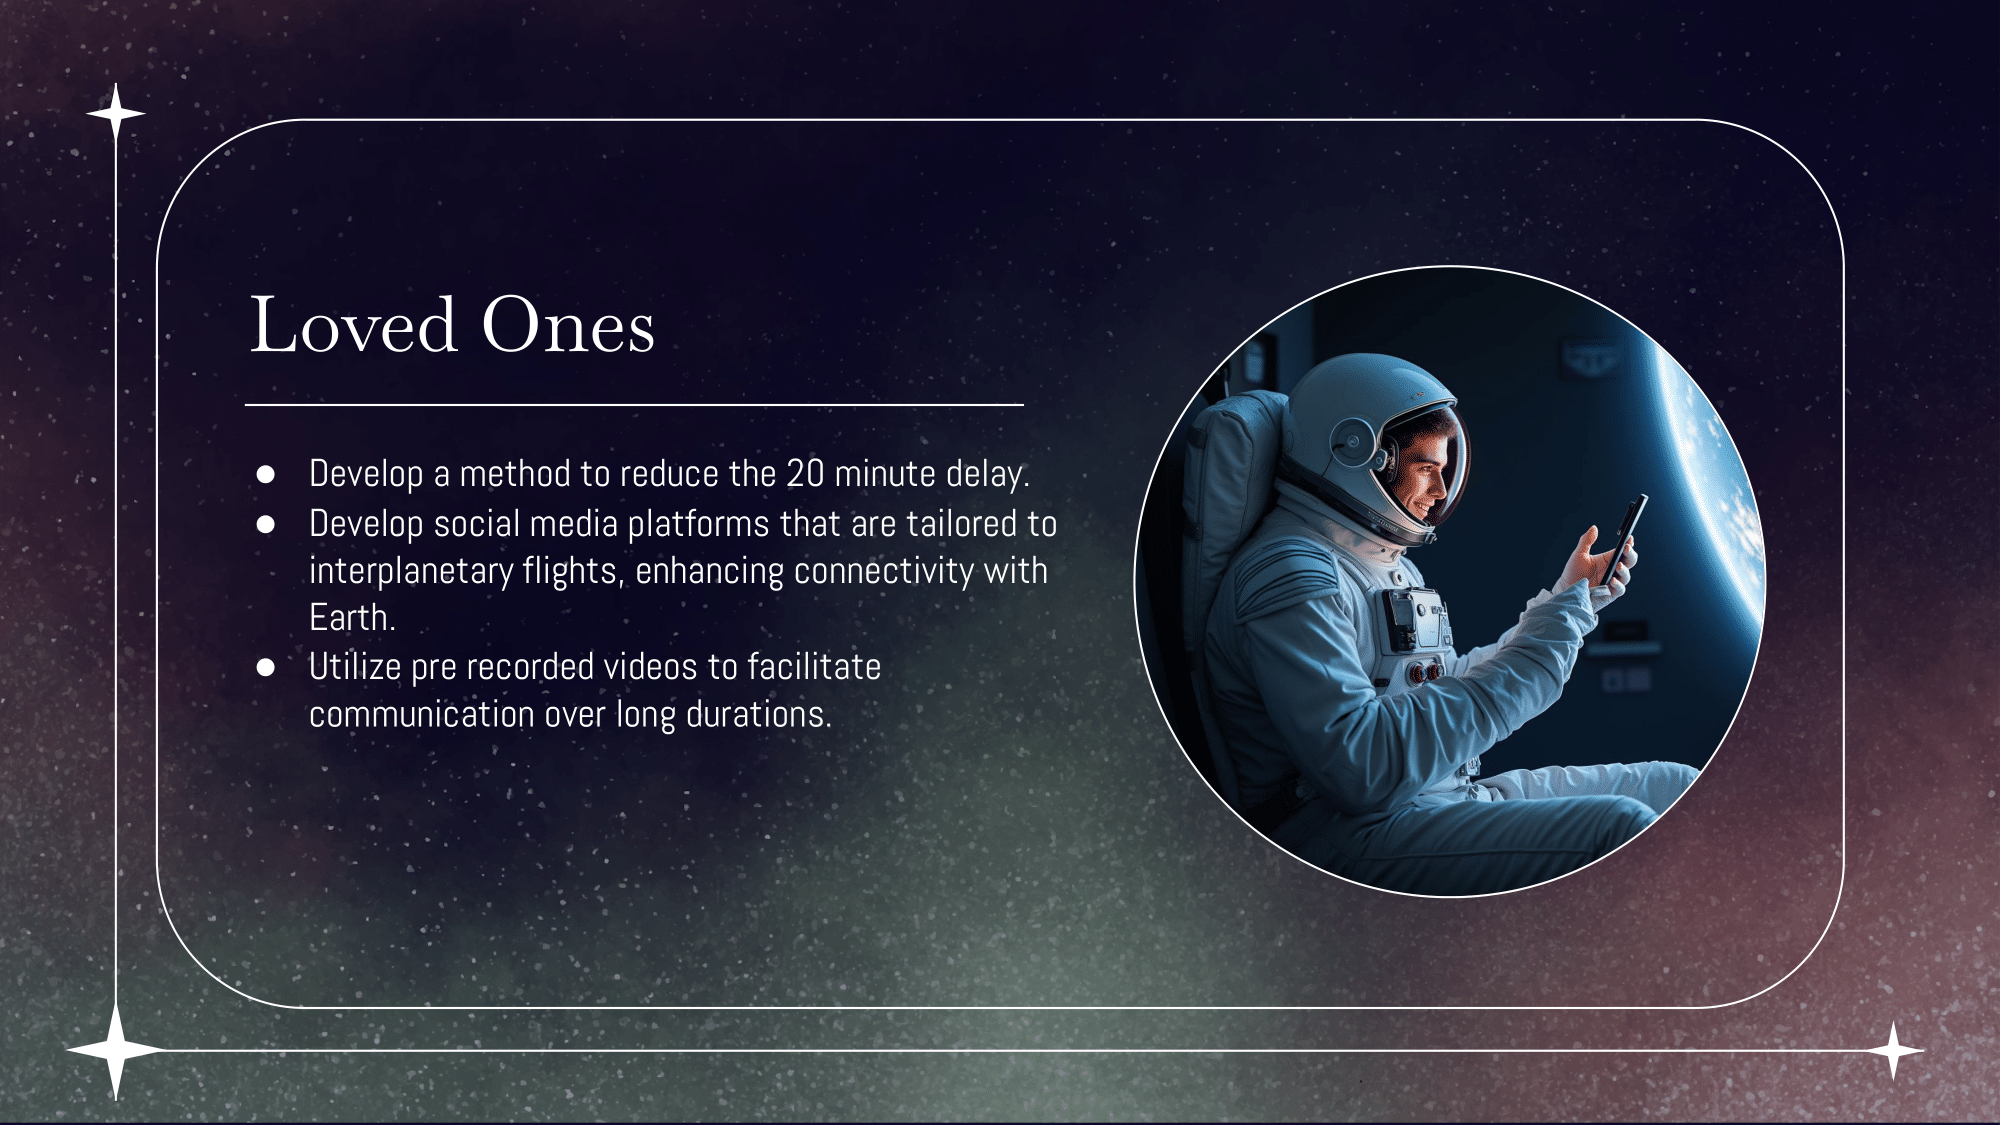 Loved Ones
● Develop a method to reduce the 20 minute delay.
● Develop social media platforms that are tailored to
interplanetary flights, enhancing connectivity with
Earth.
● Utilize pre recorded videos to facilitate
communication over long durations.